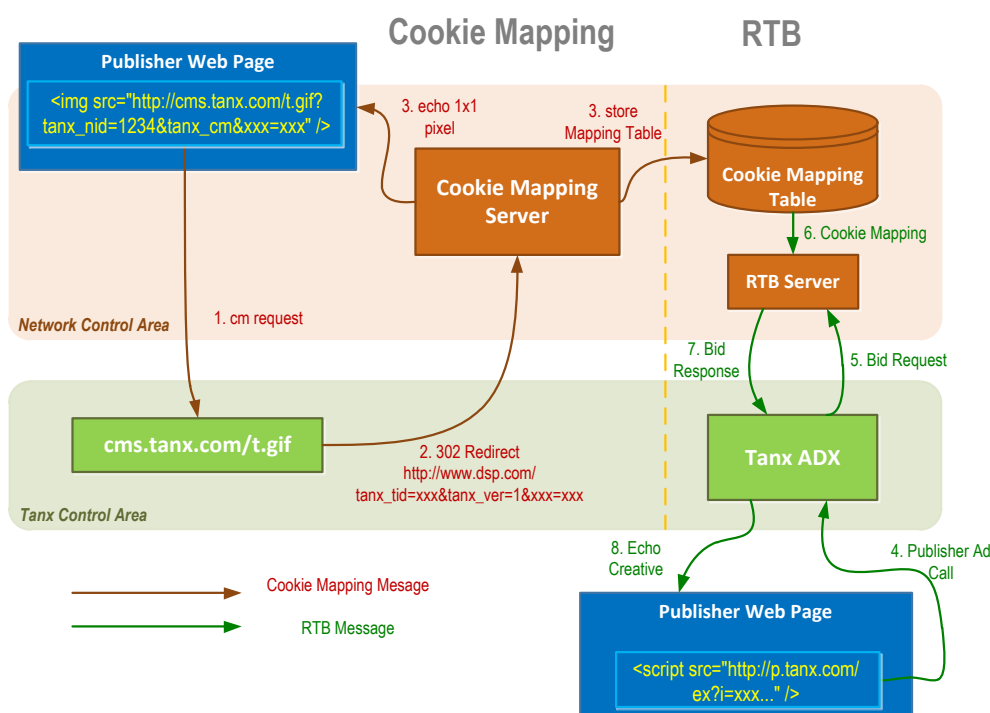 Cookie Mapping
RTB
Publisher Web Page
<img src="http://cms.tanx.com/t.gif?
tanx_nid=1234&tanx_cm&xxx=xxx" />
3. echo 1x1
pixel
3. store
Mapping Table
Cookie Mapping
Server
Cookie Mapping
Table
6. Cookie Mapping
RTB Server
1. cm request
Network Control Area
7. Bid
Response
5. Bid Request
cms.tanx.com/t.gif
2. 302 Redirect
http://www.dsp.com/
tanx_tid=xxx&tanx_ver=1&xxx=xxx
Tanx ADX
Tanx Control Area
8. Echo
Creative
4. Publisher Ad
Call
Cookie Mapping Mesage
RTB Message
Publisher Web Page
<script src="http://p.tanx.com/
ex?i=xxx..." />